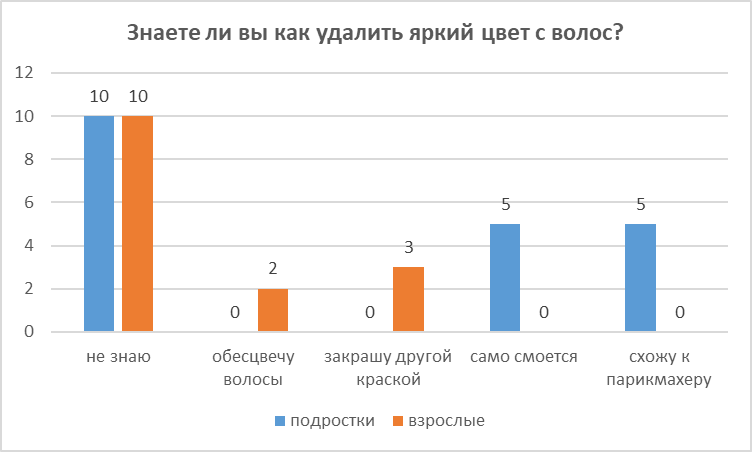 Знаете ли вы как удалить яркий цвет с волос?
12
10
8
6
4
2
0
10
10
0
2
0
3
5
0
5
0
не знаю
обесцвечу
волосы
закрашу другой
краской
само смоется
схожу к
парикмахеру
подростки
взрослые